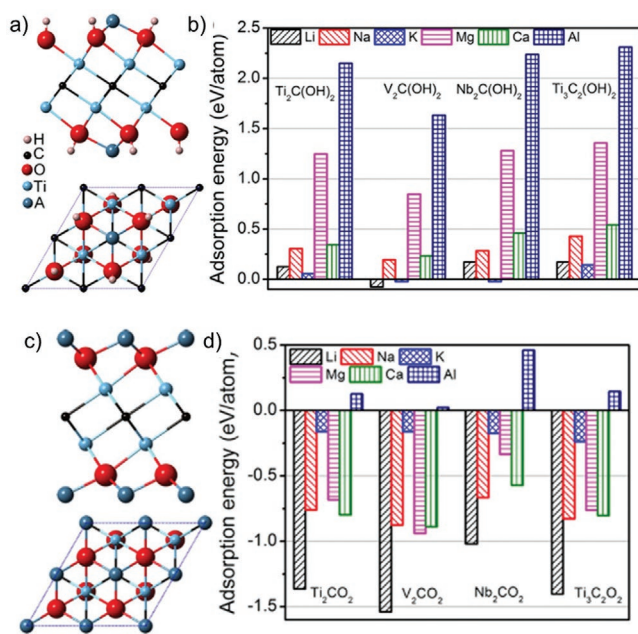 a)
H
C
O
Ti
A
b)
Adsorption energy (eV/atom)
2.5
2.0
1.5
1.0
0.5
0.0
Li Na K Mg Ca Al
Ti₂C(OH)₂ V₂C(OH)₂ Nb₂C(OH)₂ Ti₃C₂(OH)₂
c)
d)
Adsorption energy (eV/atom,
0.5
0.0
-0.5
-1.0
-1.5
Li Na K
Mg Ca Al
Ti₂CO₂ V₂CO₂ Nb₂CO₂ Ti₃C₂O₂